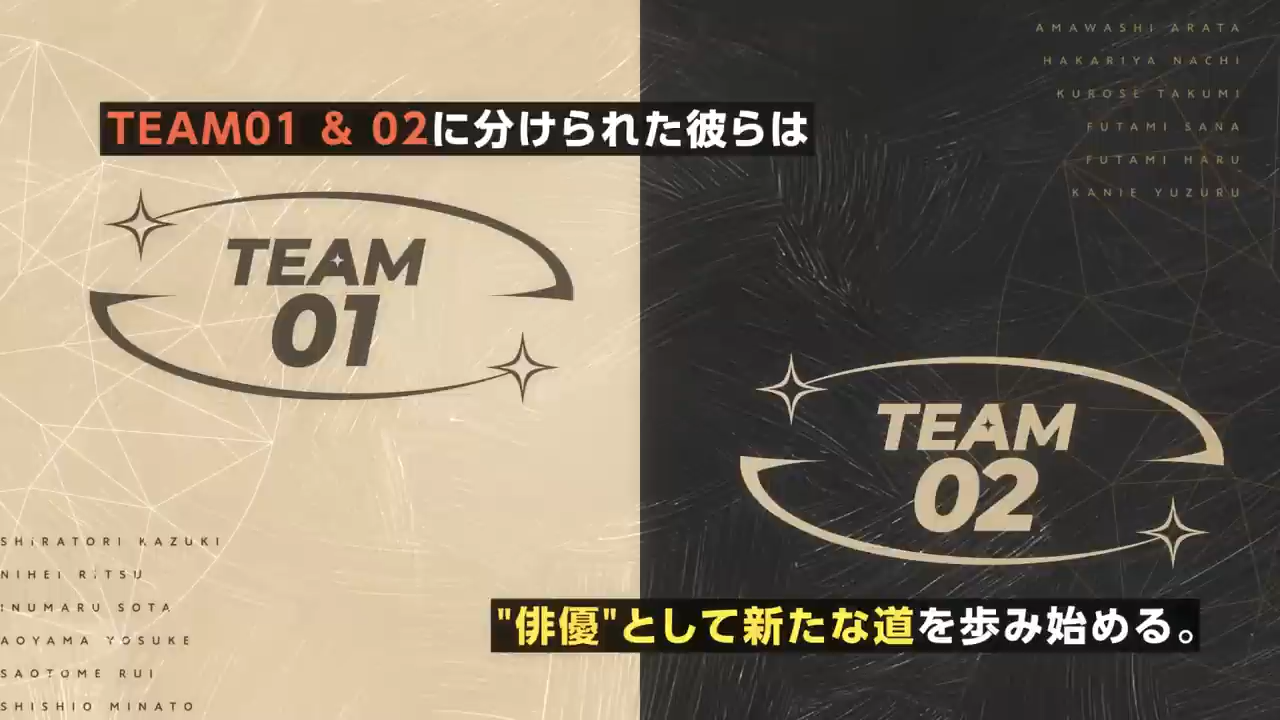 AMAWASHI ARATA
HAKARIYA NACHI
KUROSE TAKUMI
FUTAMI SANA
FUTAMI HARU
KANIE YUZURU
TEAM01 & 02に分けられた彼らは
TEAM
01
TEAM
02
SHIRATORI KAZUKI
NIHEI RITSU
INUMARU SOTA
AOYAMA YOSUKE
SAOTOME RUI
SHISHIO MINATO
"俳優"として新たな道を歩み始める。